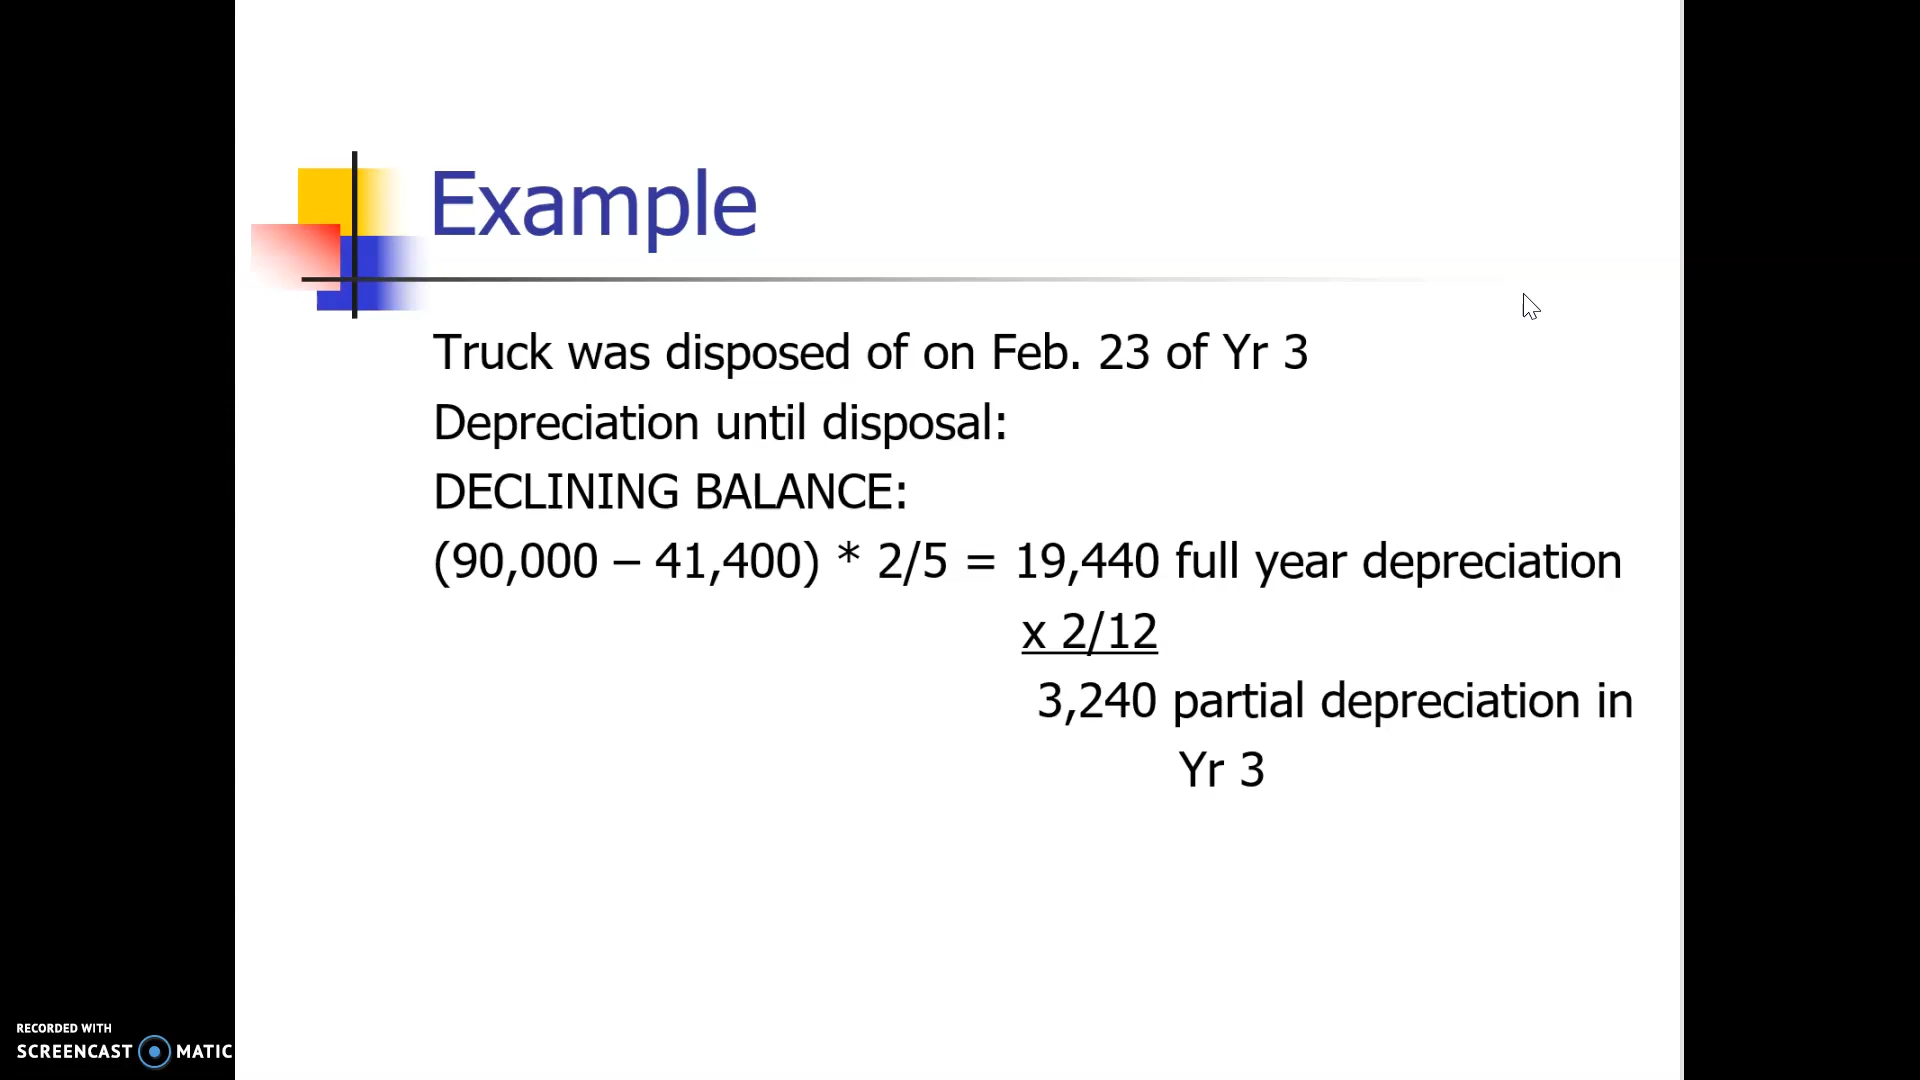 Example
Truck was disposed of on Feb. 23 of Yr 3
Depreciation until disposal:
DECLINING BALANCE:
(90,000 – 41,400) * 2/5 = 19,440 full year depreciation
x 2/12
3,240 partial depreciation in
Yr 3
RECORDED WITH
SCREENCAST MATIC